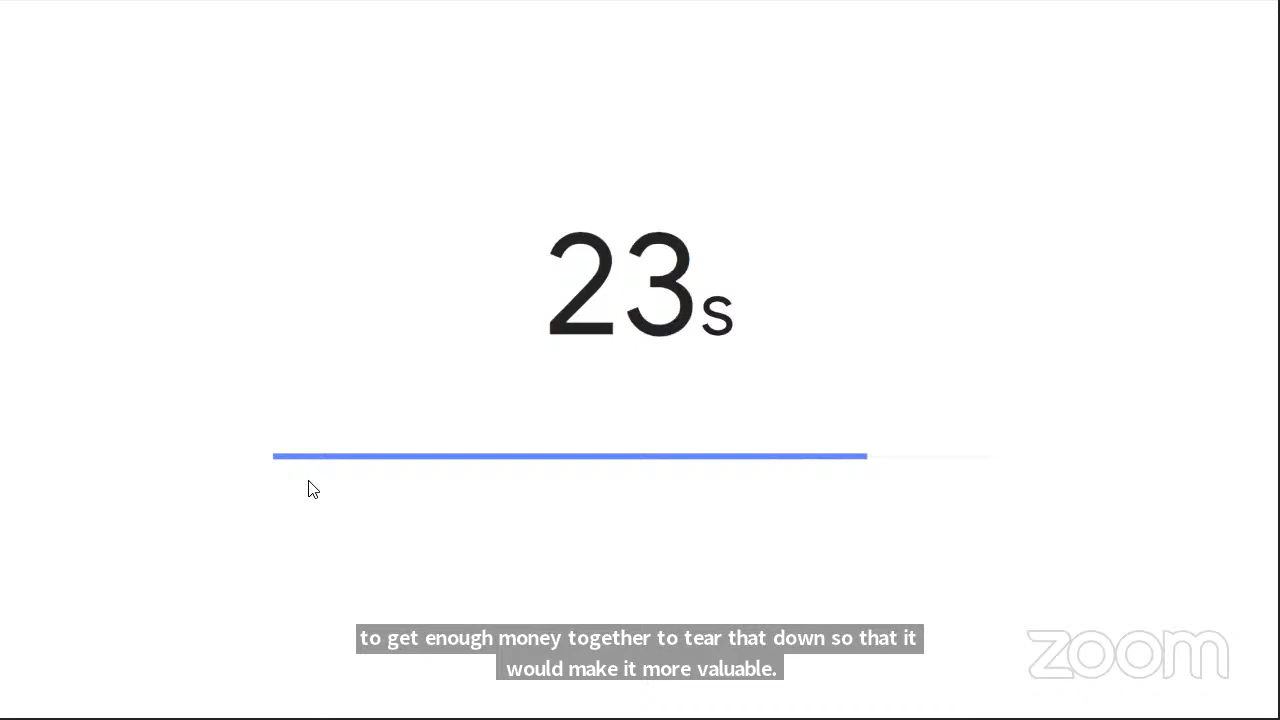 23s
to get enough money together to tear that down so that it
would make it more valuable.
zoom